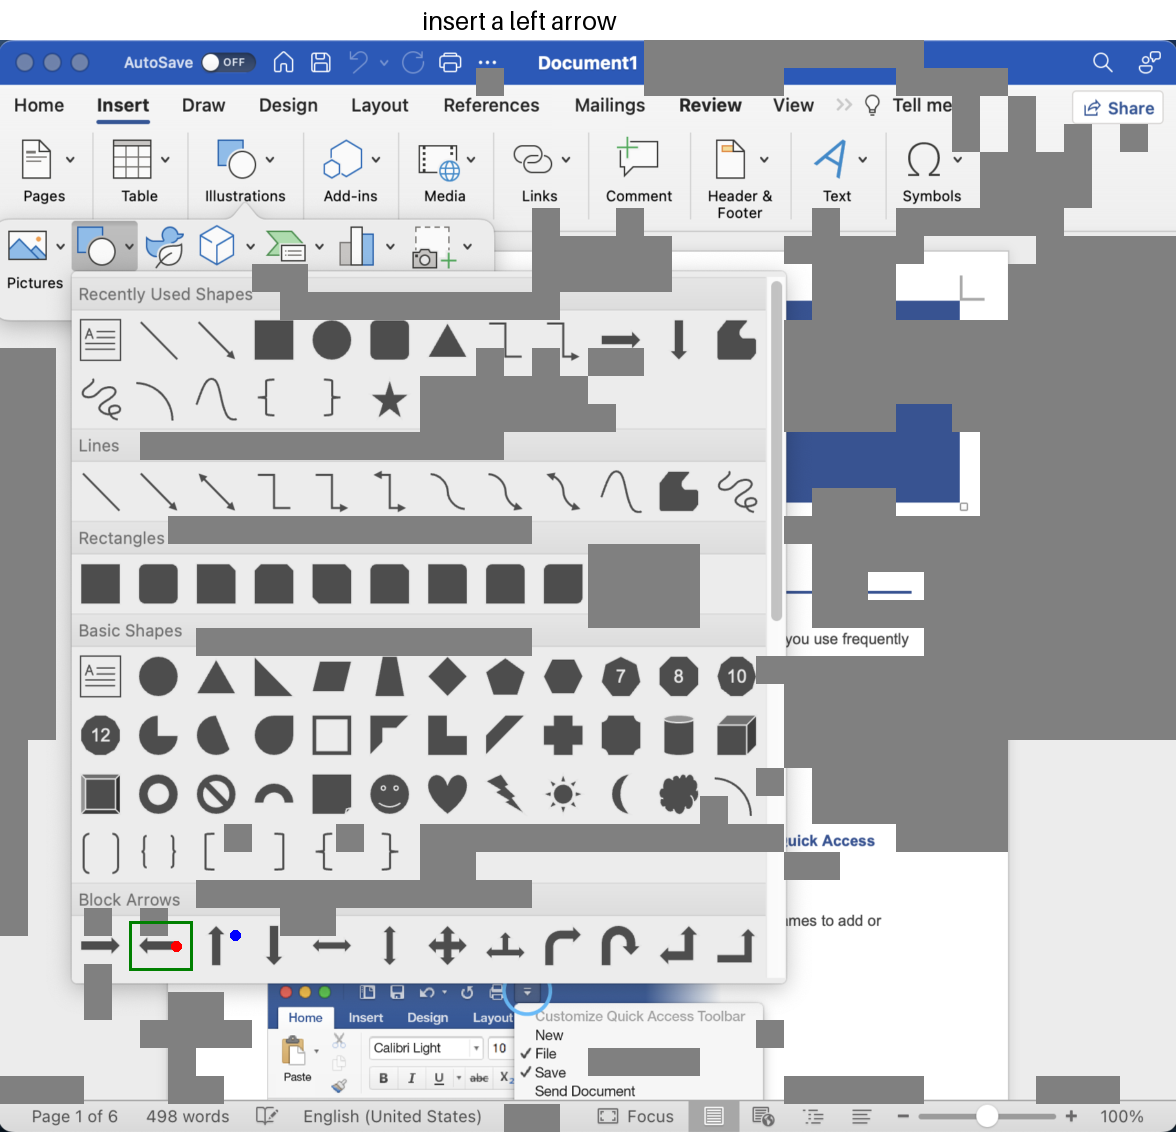 insert a left arrow
AutoSave OFF Document1
Home Insert Draw Design Layout References Mailings Review View Tell me Share
Pages Table Illustrations Add-ins Media Links Comment Header & Footer Text Symbols
Pictures
Recently Used Shapes
A
Lines
Rectangles
Basic Shapes
A 7 8 10
12
you use frequently
uick Access
Block Arrows
mes to add or
Home Insert Design Layout
Customize Quick Access Toolbar
New
File
Save
Send Document
Paste
Calibri Light 10
B I U abc X2
Page 1 of 6 498 words English (United States) Focus 100%